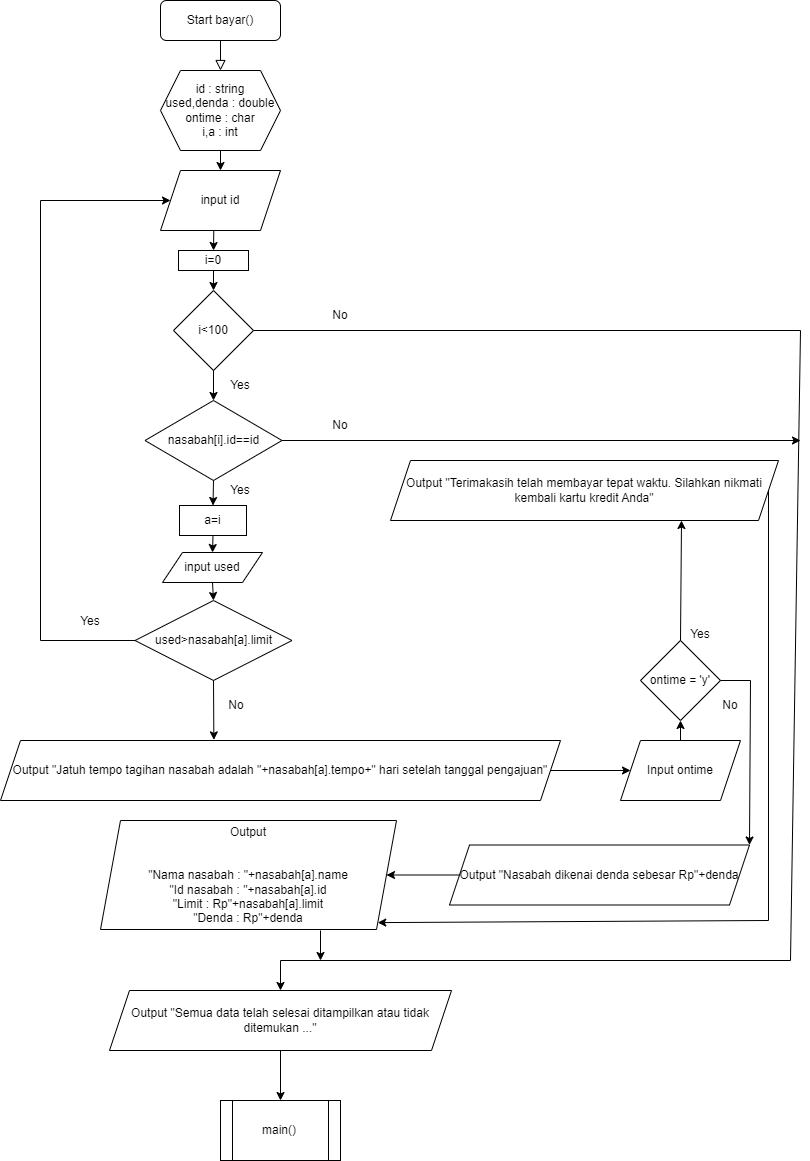 Start bayar()
id : string
used,denda : double
ontime : char
i,a : int
input id
i=0
i<100
No
Yes
nasabah[i].id==id
No
Yes
a=i
input used
used>nasabah[a].limit
Yes
No
Output "Jatuh tempo tagihan nasabah adalah "+nasabah[a].tempo+" hari setelah tanggal pengajuan"
Input ontime
ontime = 'y'
Yes
No
Output "Terimakasih telah membayar tepat waktu. Silahkan nikmati
kembali kartu kredit Anda"
Output "Nasabah dikenai denda sebesar Rp"+denda
Output
"Nama nasabah : "+nasabah[a].name
"Id nasabah : "+nasabah[a].id
"Limit : Rp"+nasabah[a].limit
"Denda : Rp"+denda
Output "Semua data telah selesai ditampilkan atau tidak
ditemukan ..."
main()